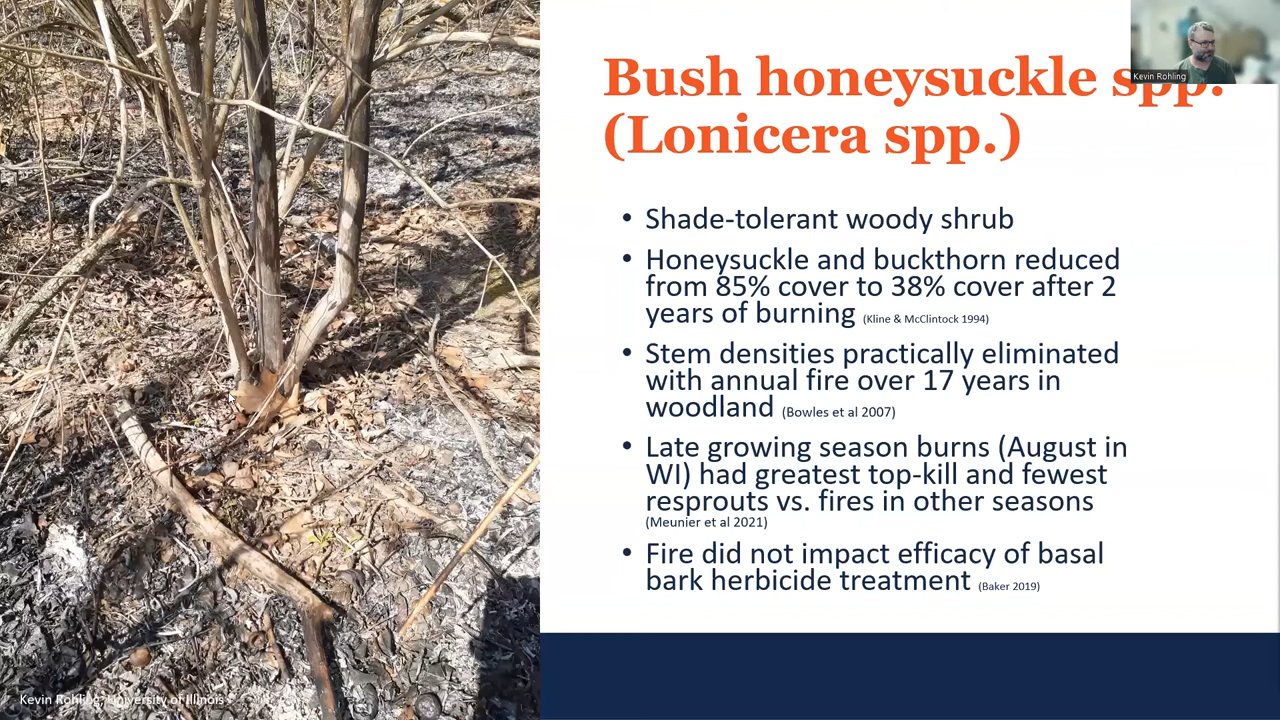 Bush honeysuckle spp.
(Lonicera spp.)
Kevin Rohling
• Shade-tolerant woody shrub
• Honeysuckle and buckthorn reduced
from 85% cover to 38% cover after 2
years of burning (Kline & McClintock 1994)
• Stem densities practically eliminated
with annual fire over 17 years in
woodland (Bowles et al 2007)
• Late growing season burns (August in
WI) had greatest top-kill and fewest
resprouts vs. fires in other seasons
(Meunier et al 2021)
• Fire did not impact efficacy of basal
bark herbicide treatment (Baker 2019)
Kevin Rohling, University of Illinois